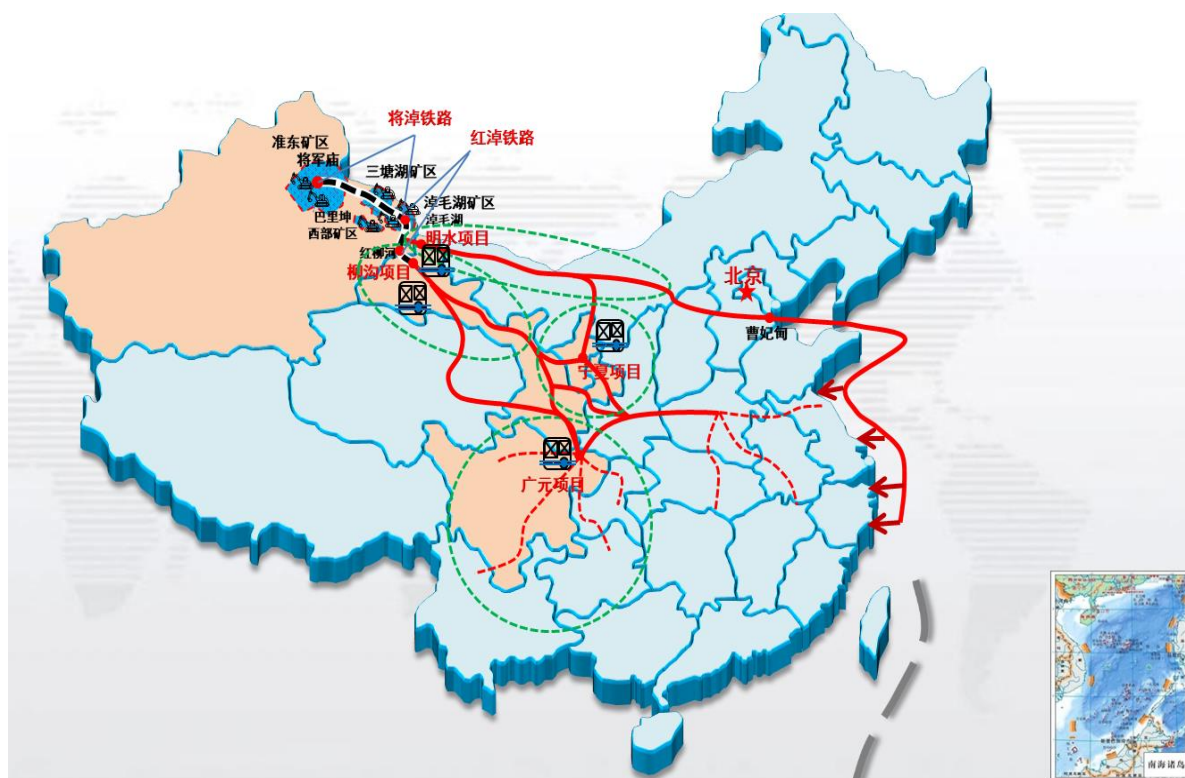 将淖铁路
红淖铁路
准东矿区
将军庙
三塘湖矿区
淖毛湖矿区
淖毛湖
巴里坤
西部矿区
明水项目
红柳河
柳沟项目
北京
曹妃甸
宁夏项目
广元项目
南海诸岛